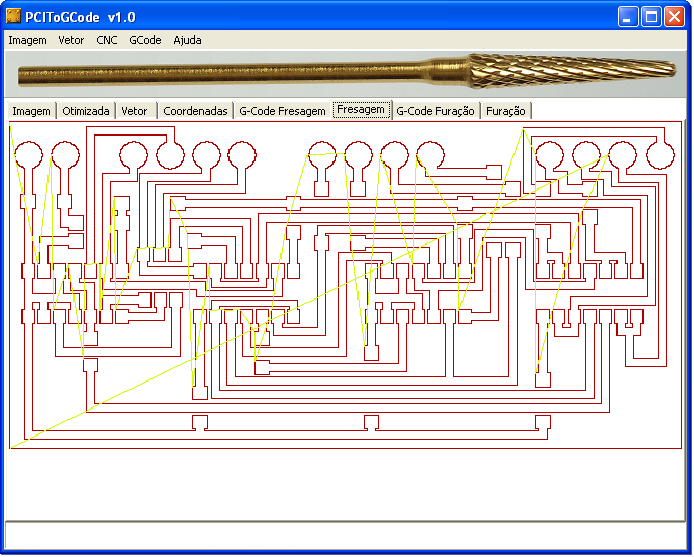 PCIToGCode v1.0
Imagem Vetor CNC GCode Ajuda
Imagem Otimizada Vetor Coordenadas G-Code Fresagem Fresagem G-Code Furação Furação